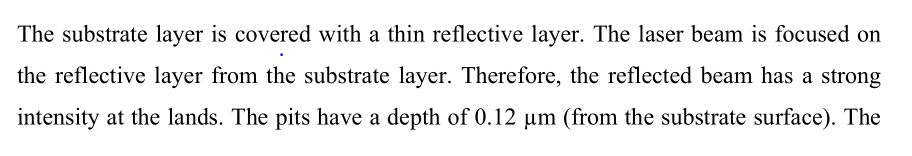 The substrate layer is covered with a thin reflective layer. The laser beam is focused on
the reflective layer from the substrate layer. Therefore, the reflected beam has a strong
intensity at the lands. The pits have a depth of 0.12 µm (from the substrate surface). The